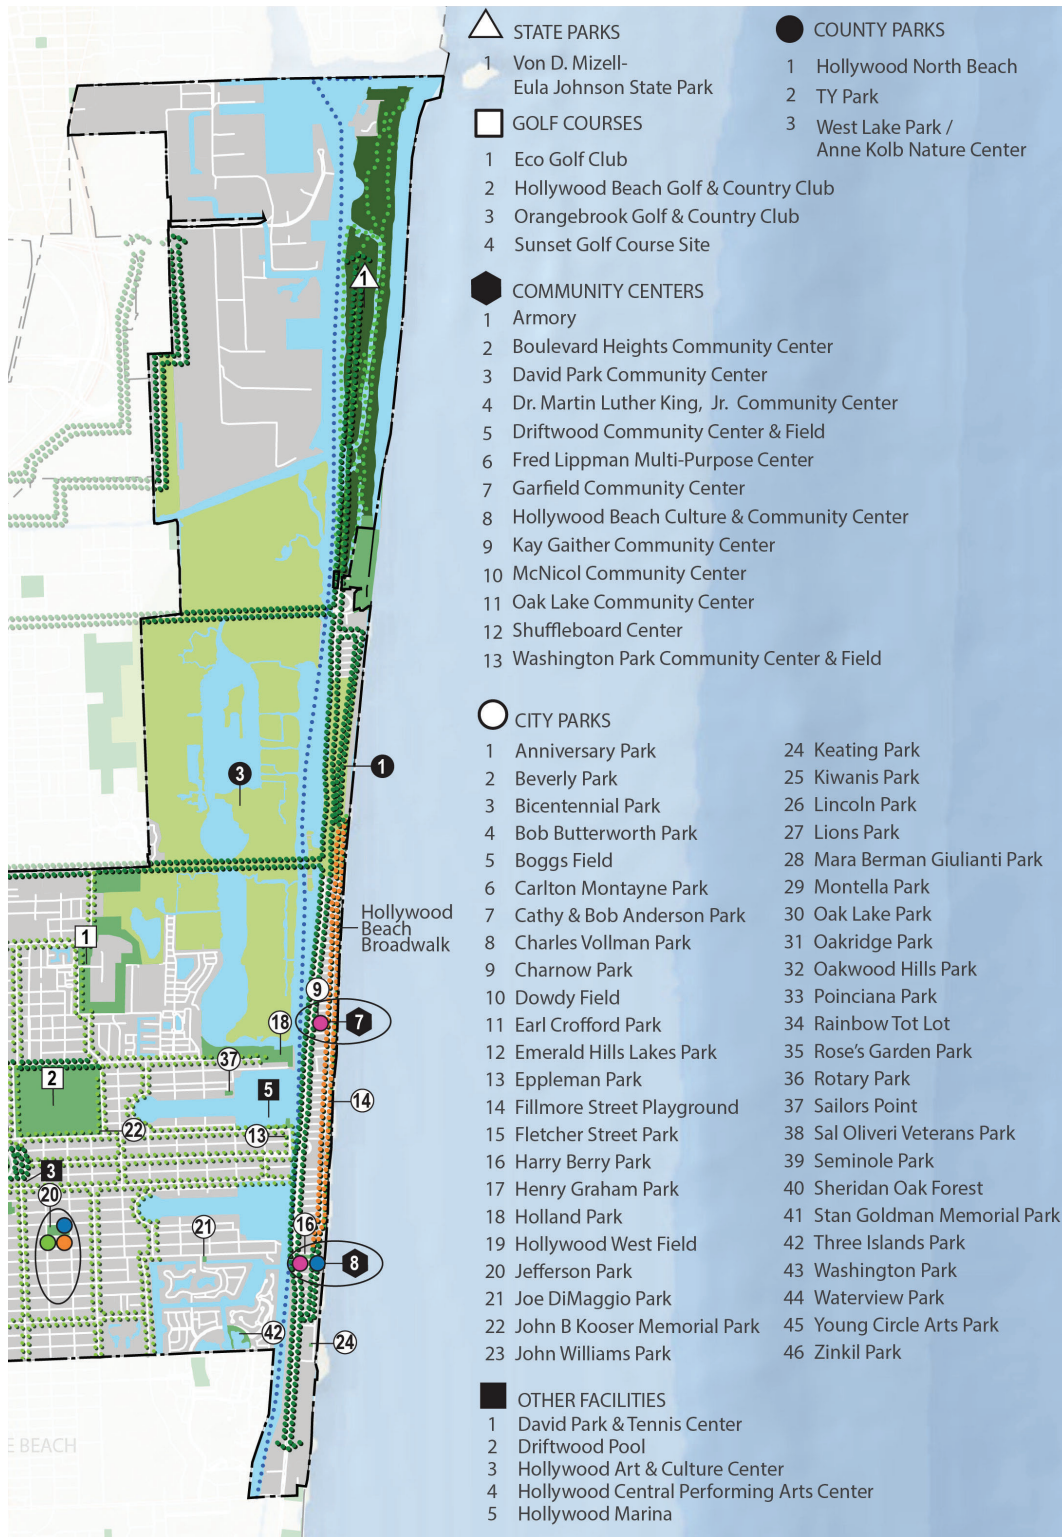 STATE PARKS
1 Von D. Mizell-
Eula Johnson State Park
GOLF COURSES
1 Eco Golf Club
2 Hollywood Beach Golf & Country Club
3 Orangebrook Golf & Country Club
4 Sunset Golf Course Site
COUNTY PARKS
1 Hollywood North Beach
2 TY Park
3 West Lake Park /
Anne Kolb Nature Center
COMMUNITY CENTERS
1 Armory
2 Boulevard Heights Community Center
3 David Park Community Center
4 Dr. Martin Luther King, Jr. Community Center
5 Driftwood Community Center & Field
6 Fred Lippman Multi-Purpose Center
7 Garfield Community Center
8 Hollywood Beach Culture & Community Center
9 Kay Gaither Community Center
10 McNicol Community Center
11 Oak Lake Community Center
12 Shuffleboard Center
13 Washington Park Community Center & Field
CITY PARKS
1 Anniversary Park
2 Beverly Park
3 Bicentennial Park
4 Bob Butterworth Park
5 Boggs Field
6 Carlton Montayne Park
7 Cathy & Bob Anderson Park
8 Charles Vollman Park
9 Charnow Park
10 Dowdy Field
11 Earl Crofford Park
12 Emerald Hills Lakes Park
13 Eppleman Park
14 Fillmore Street Playground
15 Fletcher Street Park
16 Harry Berry Park
17 Henry Graham Park
18 Holland Park
19 Hollywood West Field
20 Jefferson Park
21 Joe DiMaggio Park
22 John B Kooser Memorial Park
23 John Williams Park
24 Keating Park
25 Kiwanis Park
26 Lincoln Park
27 Lions Park
28 Mara Berman Giulianti Park
29 Montella Park
30 Oak Lake Park
31 Oakridge Park
32 Oakwood Hills Park
33 Poinciana Park
34 Rainbow Tot Lot
35 Rose's Garden Park
36 Rotary Park
37 Sailors Point
38 Sal Oliveri Veterans Park
39 Seminole Park
40 Sheridan Oak Forest
41 Stan Goldman Memorial Park
42 Three Islands Park
43 Washington Park
44 Waterview Park
45 Young Circle Arts Park
46 Zinkil Park
OTHER FACILITIES
1 David Park & Tennis Center
2 Driftwood Pool
3 Hollywood Art & Culture Center
4 Hollywood Central Performing Arts Center
5 Hollywood Marina
1
3
1
Hollywood
Beach
Broadwalk
1
9
7
18
37
2
5
14
22
13
3
20
16
21
8
42
24
E BEACH